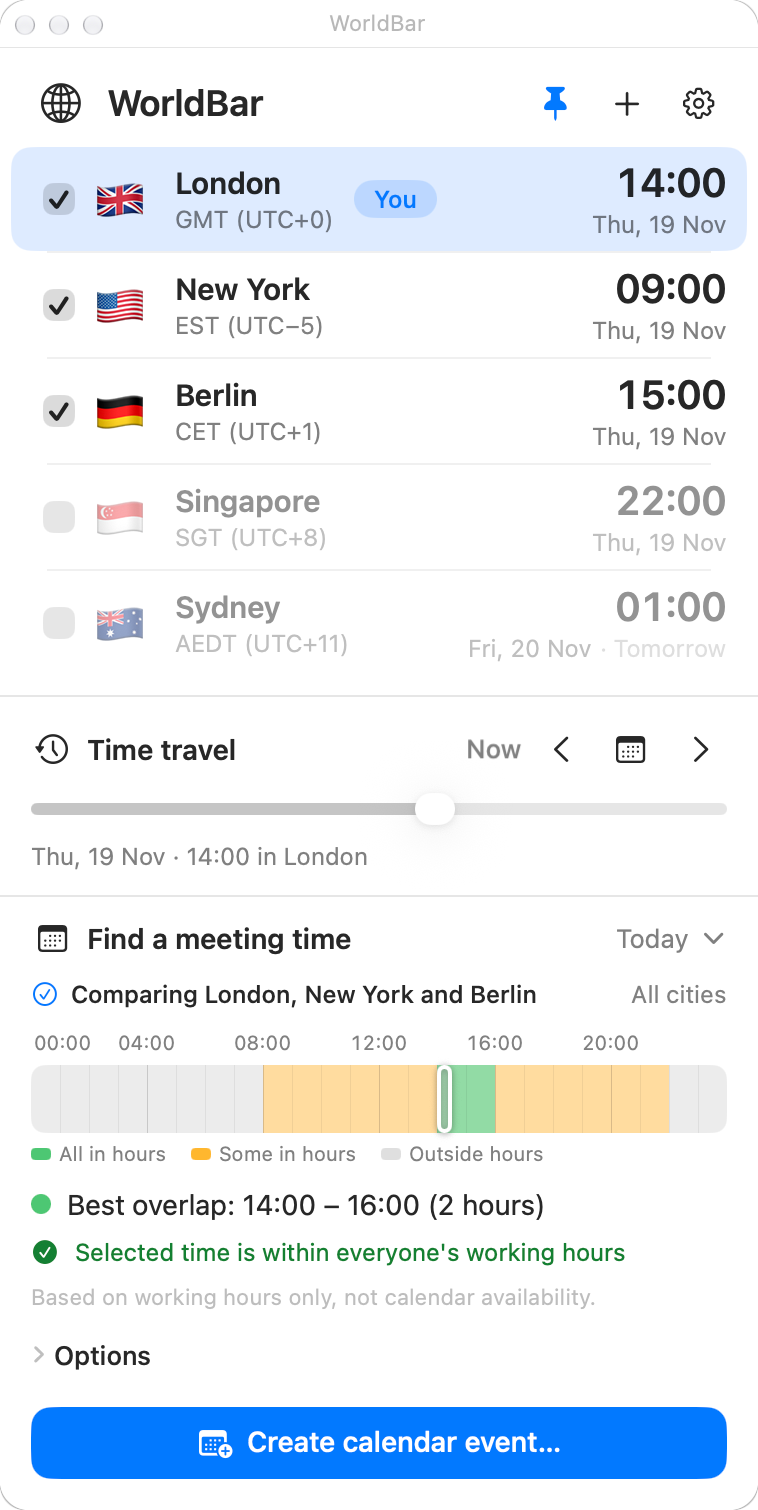 WorldBar
WorldBar
London
You
14:00
GMT (UTC+0)
Thu, 19 Nov
New York
09:00
EST (UTC−5)
Thu, 19 Nov
Berlin
15:00
CET (UTC+1)
Thu, 19 Nov
Singapore
22:00
SGT (UTC+8)
Thu, 19 Nov
Sydney
01:00
AEDT (UTC+11)
Fri, 20 Nov · Tomorrow
Time travel
Now
Thu, 19 Nov · 14:00 in London
Find a meeting time
Today
Comparing London, New York and Berlin
All cities
00:00 04:00 08:00 12:00 16:00 20:00
All in hours Some in hours Outside hours
Best overlap: 14:00 – 16:00 (2 hours)
Selected time is within everyone's working hours
Based on working hours only, not calendar availability.
Options
Create calendar event...